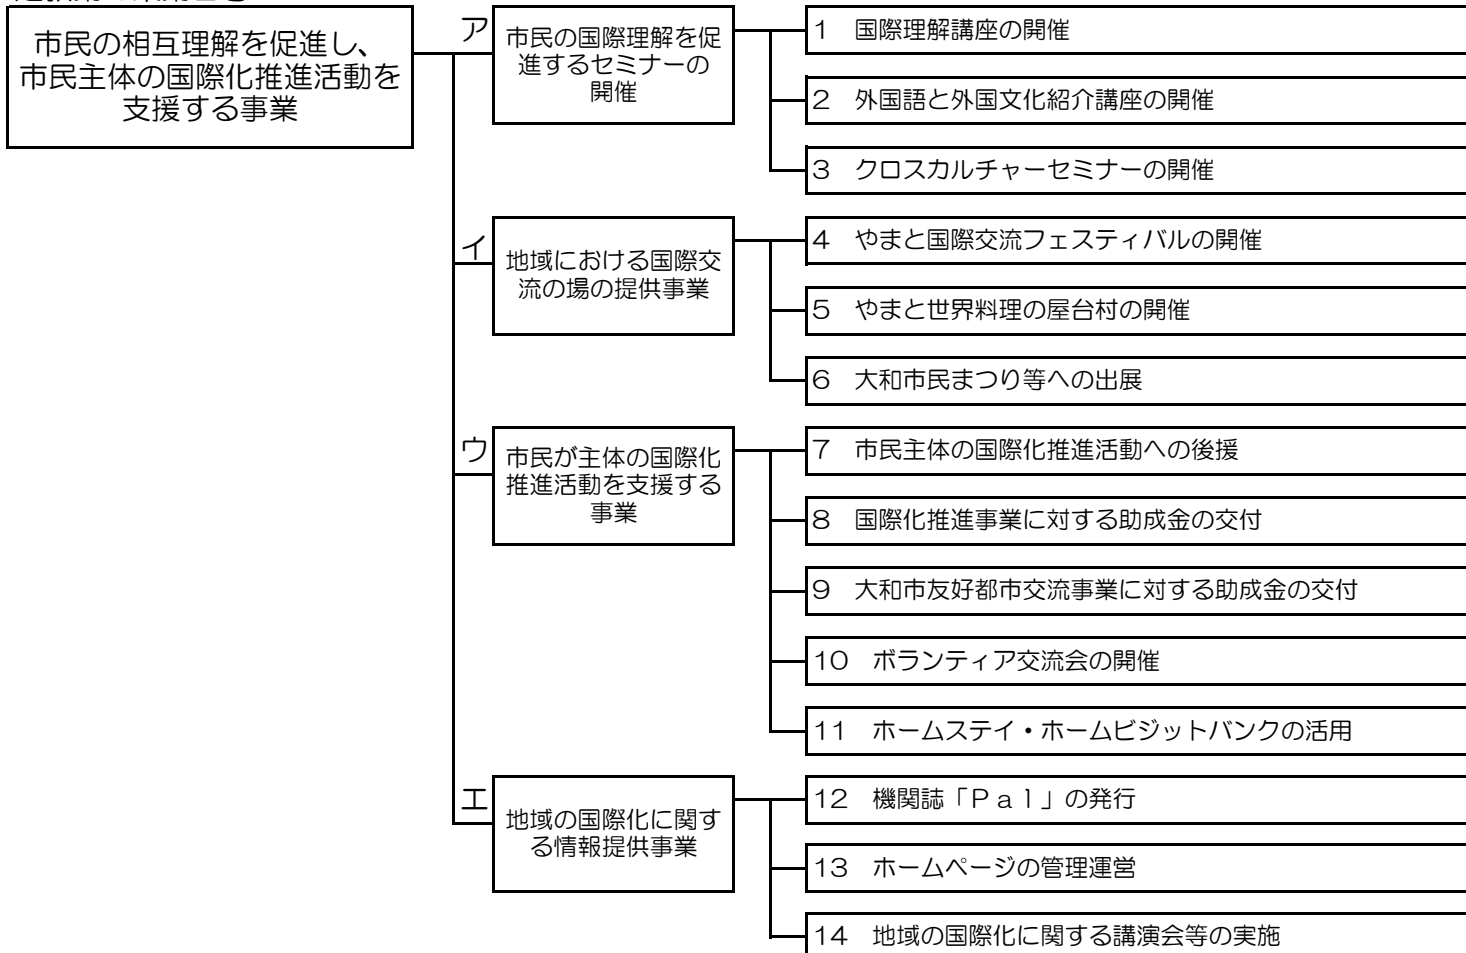 市民の相互理解を促進し、
市民主体の国際化推進活動を
支援する事業
ア
市民の国際理解を促
進するセミナーの
開催
1 国際理解講座の開催
2 外国語と外国文化紹介講座の開催
3 クロスカルチャーセミナーの開催
イ
地域における国際交
流の場の提供事業
4 やまと国際交流フェスティバルの開催
5 やまと世界料理の屋台村の開催
6 大和市民まつり等への出展
ウ
市民が主体の国際化
推進活動を支援する
事業
7 市民主体の国際化推進活動への後援
8 国際化推進事業に対する助成金の交付
9 大和市友好都市交流事業に対する助成金の交付
10 ボランティア交流会の開催
11 ホームステイ・ホームビジットバンクの活用
エ
地域の国際化に関す
る情報提供事業
12 機関誌「Pal」の発行
13 ホームページの管理運営
14 地域の国際化に関する講演会等の実施